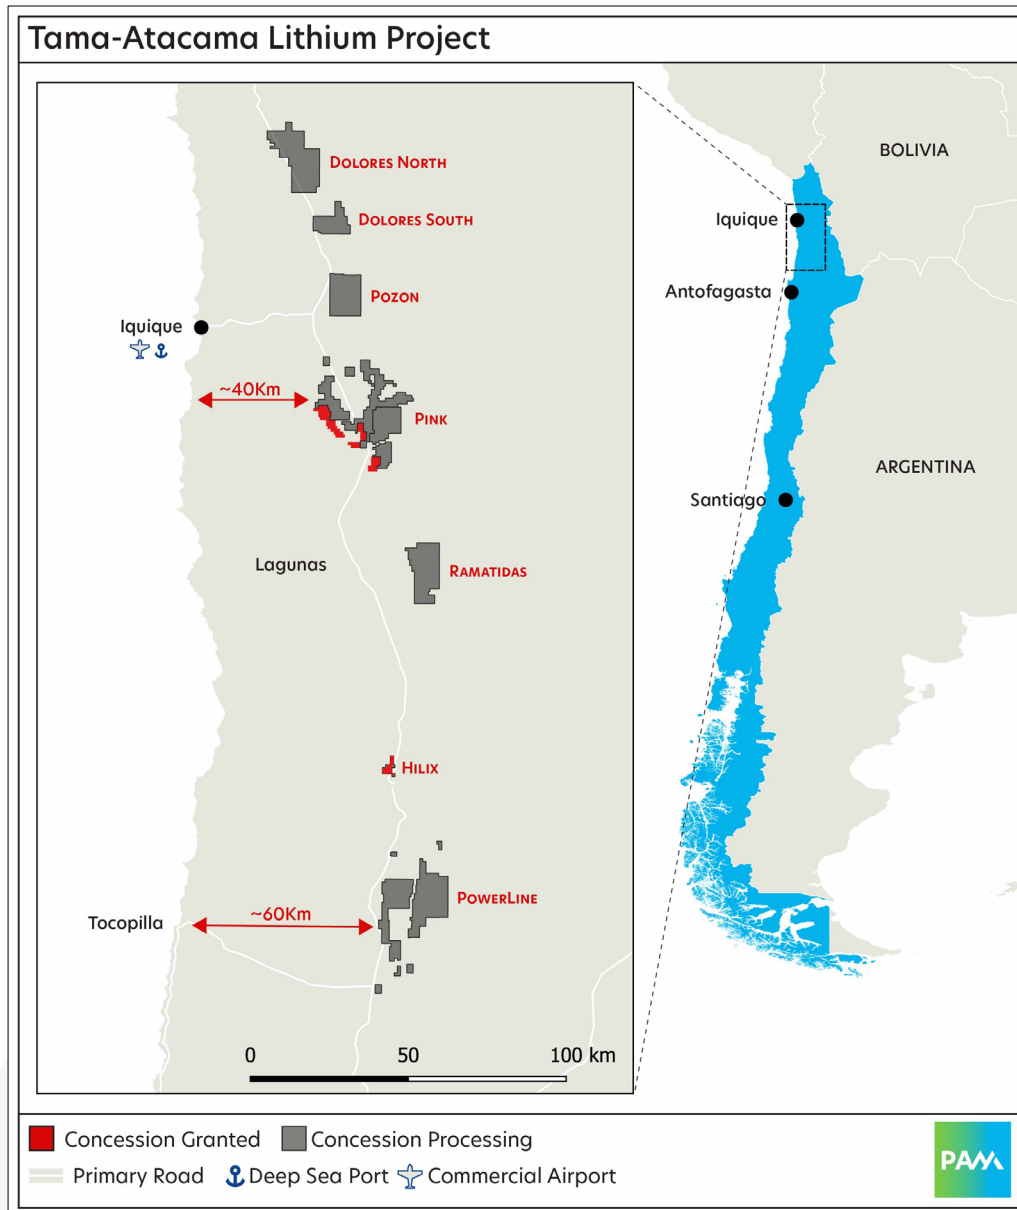 Tama-Atacama Lithium Project
Dolores North
Dolores South
Pozon
Iquique
~40Km
Pink
Lagunas
Ramatidas
Hilix
PowerLine
Tocopilla
~60Km
0 50 100 km
BOLIVIA
Iquique
Antofagasta
ARGENTINA
Santiago
Concession Granted Concession Processing
Primary Road Deep Sea Port Commercial Airport
PAM